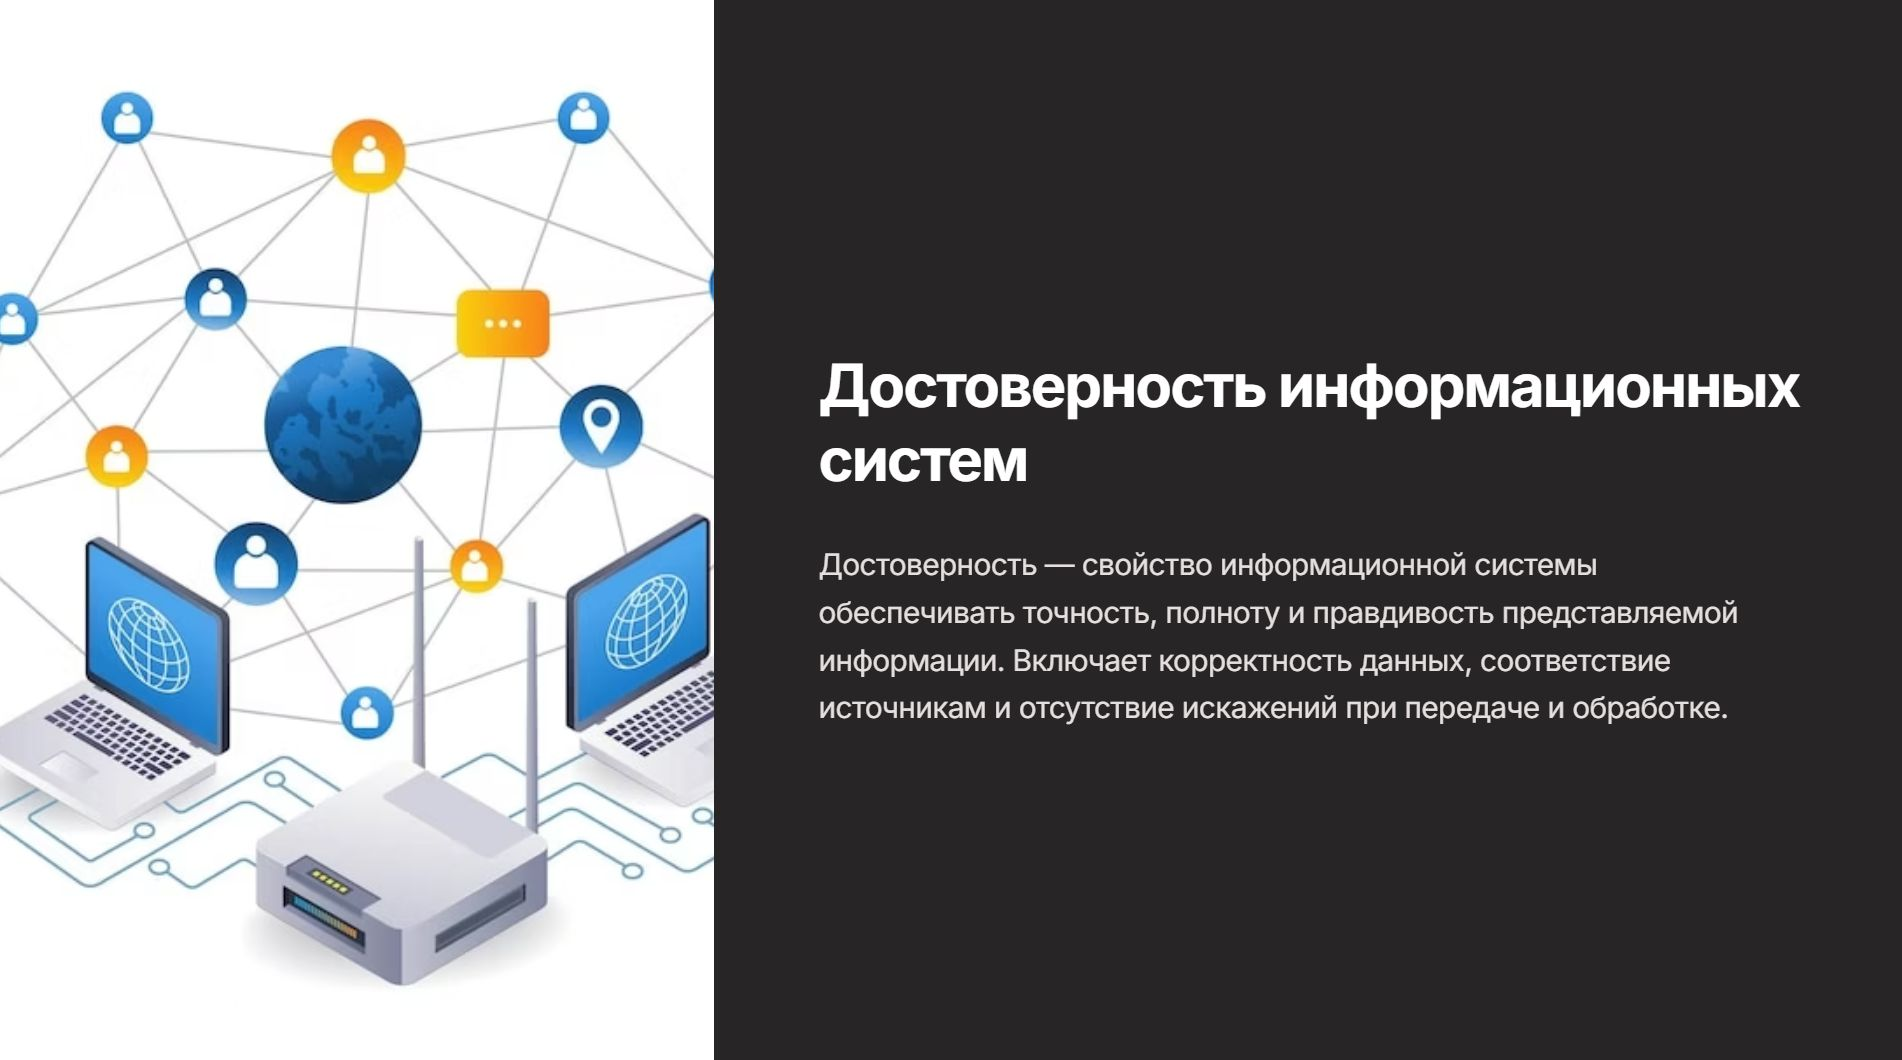 Достоверность информационных
систем
Достоверность — свойство информационной системы
обеспечивать точность, полноту и правдивость представляемой
информации. Включает корректность данных, соответствие
источникам и отсутствие искажений при передаче и обработке.